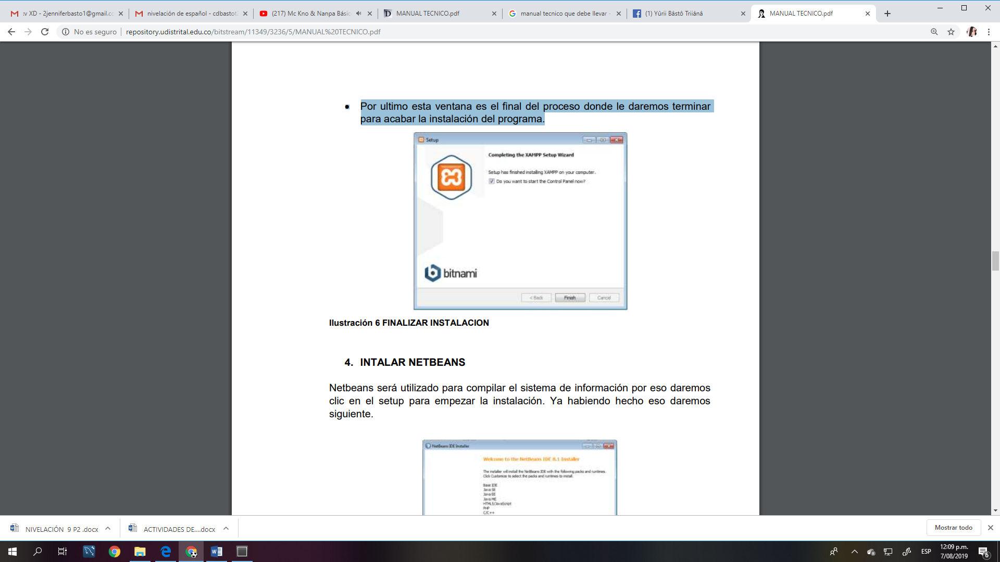 :v XD - 2jenniferbasto1@gmail.cc
nivelación de español - cdbastot
(217) Mc Kno & Nanpa Básic
MANUAL TECNICO.pdf
manual tecnico que debe llevar -
(1) Yûrii Bâstó Triiânâ
MANUAL TECNICO.pdf
No es seguro
repository.udistrital.edu.co/bitstream/11349/3236/5/MANUAL%20TECNICO.pdf
• Por ultimo esta ventana es el final del proceso donde le daremos terminar
para acabar la instalación del programa.
Setup
Completing the XAMPP Setup Wizard
Setup has finished installing XAMPP on your computer.
Do you want to start the Control Panel now?
bitnami
< Back
Finish
Cancel
Ilustración 6 FINALIZAR INSTALACION
4. INTALAR NETBEANS
Netbeans será utilizado para compilar el sistema de información por eso daremos
clic en el setup para empezar la instalación. Ya habiendo hecho eso daremos
siguiente.
NetBeans IDE Installer
Welcome to the NetBeans IDE 8.1 Installer
The installer will install the NetBeans IDE with the following packs and runtimes.
Click Customize to select the packs and runtimes to install.
Base IDE
Java SE
Java EE
Java ME
HTML5/JavaScript
PHP
C/C++
NIVELACIÓN 9 P2 .docx
ACTIVIDADES DE....docx
Mostrar todo
ESP
12:09 p.m.
7/08/2019
6